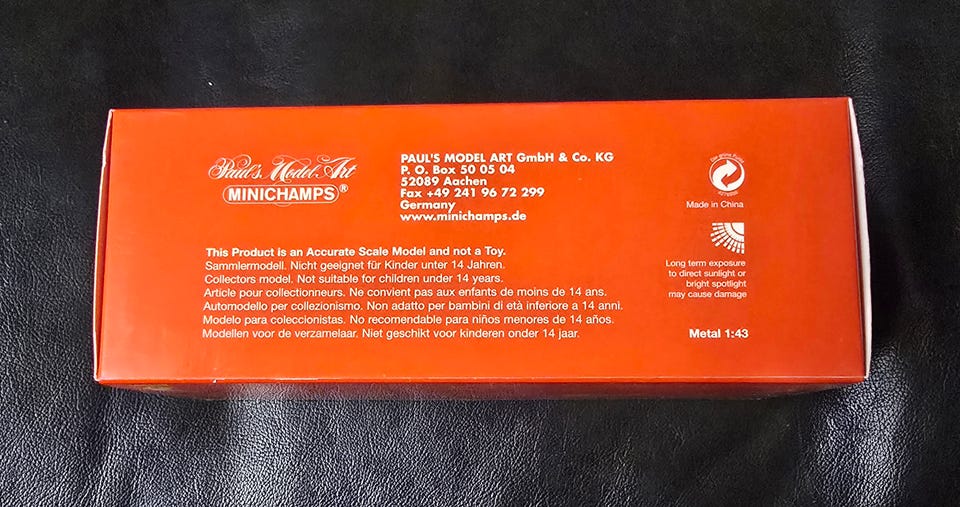 Paul's Model Art
MINICHAMPS®
PAUL'S MODEL ART GmbH & Co. KG
P. O. Box 50 05 04
52089 Aachen
Fax +49 241 96 72 299
Germany
www.minichamps.de
Der grüne Punkt
Made in China
Long term exposure
to direct sunlight or
bright spotlight
may cause damage
This Product is an Accurate Scale Model and not a Toy.
Sammlermodell. Nicht geeignet für Kinder unter 14 Jahren.
Collectors model. Not suitable for children under 14 years.
Article pour collectionneurs. Ne convient pas aux enfants de moins de 14 ans.
Automodello per collezionismo. Non adatto per bambini di età inferiore a 14 anni.
Modelo para coleccionistas. No recomendable para niños menores de 14 años.
Modellen voor de verzamelaar. Niet geschikt voor kinderen onder 14 jaar.
Metal 1:43